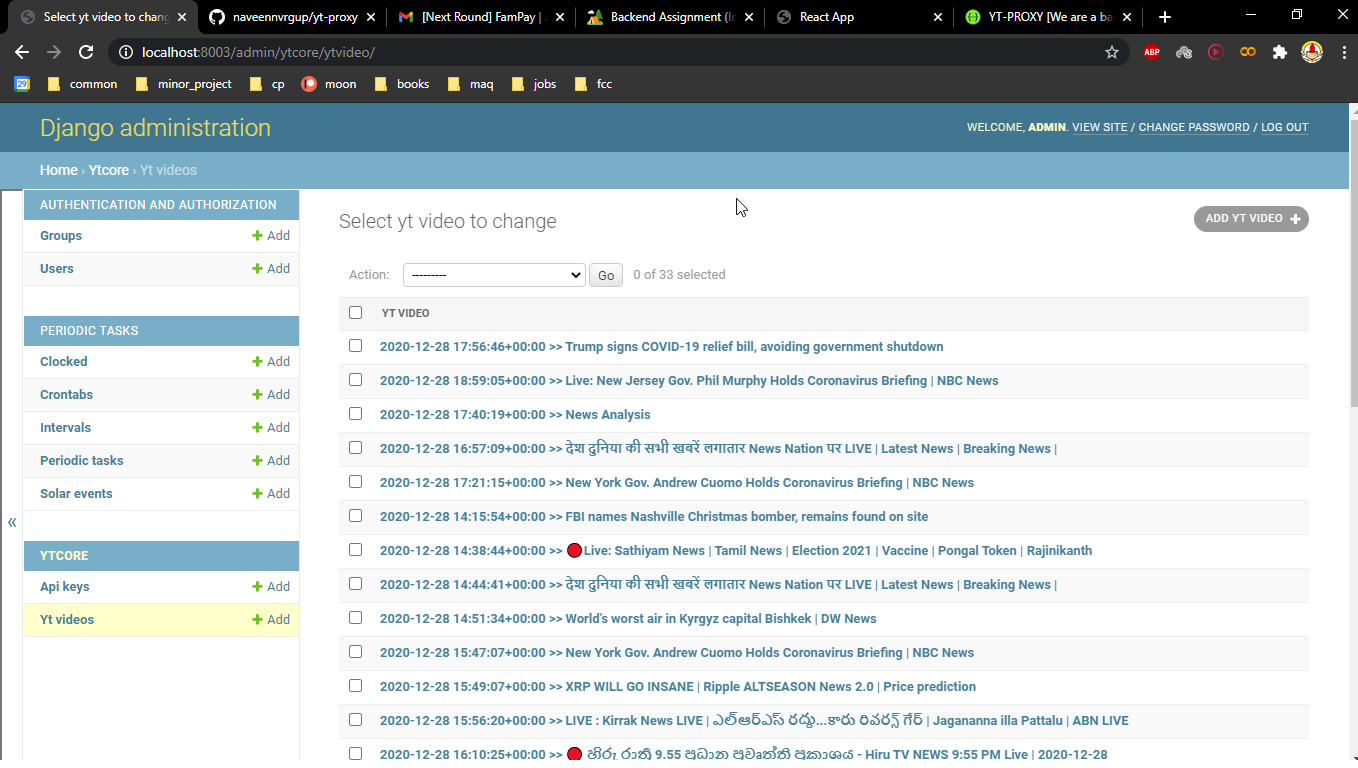 Select yt video to chang
naveennvrgup/yt-proxy
[Next Round] FamPay |
Backend Assignment (In
React App
YT-PROXY [We are a ba
localhost:8003/admin/ytcore/ytvideo/
ABP
29
common
minor_project
cp
moon
books
maq
jobs
fcc
Django administration
WELCOME, ADMIN. VIEW SITE / CHANGE PASSWORD / LOG OUT
Home › Ytcore › Yt videos
AUTHENTICATION AND AUTHORIZATION
Groups + Add
Users + Add
PERIODIC TASKS
Clocked + Add
Crontabs + Add
Intervals + Add
Periodic tasks + Add
Solar events + Add
«
YTCORE
Api keys + Add
Yt videos + Add
Select yt video to change
ADD YT VIDEO +
Action: --------- Go 0 of 33 selected
YT VIDEO
2020-12-28 17:56:46+00:00 >> Trump signs COVID-19 relief bill, avoiding government shutdown
2020-12-28 18:59:05+00:00 >> Live: New Jersey Gov. Phil Murphy Holds Coronavirus Briefing | NBC News
2020-12-28 17:40:19+00:00 >> News Analysis
2020-12-28 16:57:09+00:00 >> देश दुनिया की सभी खबरें लगातार News Nation पर LIVE | Latest News | Breaking News |
2020-12-28 17:21:15+00:00 >> New York Gov. Andrew Cuomo Holds Coronavirus Briefing | NBC News
2020-12-28 14:15:54+00:00 >> FBI names Nashville Christmas bomber, remains found on site
2020-12-28 14:38:44+00:00 >> 🔴Live: Sathiyam News | Tamil News | Election 2021 | Vaccine | Pongal Token | Rajinikanth
2020-12-28 14:44:41+00:00 >> देश दुनिया की सभी खबरें लगातार News Nation पर LIVE | Latest News | Breaking News |
2020-12-28 14:51:34+00:00 >> World's worst air in Kyrgyz capital Bishkek | DW News
2020-12-28 15:47:07+00:00 >> New York Gov. Andrew Cuomo Holds Coronavirus Briefing | NBC News
2020-12-28 15:49:07+00:00 >> XRP WILL GO INSANE | Ripple ALTSEASON News 2.0 | Price prediction
2020-12-28 15:56:20+00:00 >> LIVE : Kirrak News LIVE | ఎల్ఆర్ఎస్ రద్దు...కారు రివర్స్ గేర్ | Jagananna illa Pattalu | ABN LIVE
2020-12-28 16:10:25+00:00 >> 🔴 හිරු රාත්‍රී 9.55 ප්‍රධාන ප්‍රවෘත්ති ප්‍රකාශය - Hiru TV NEWS 9:55 PM Live | 2020-12-28